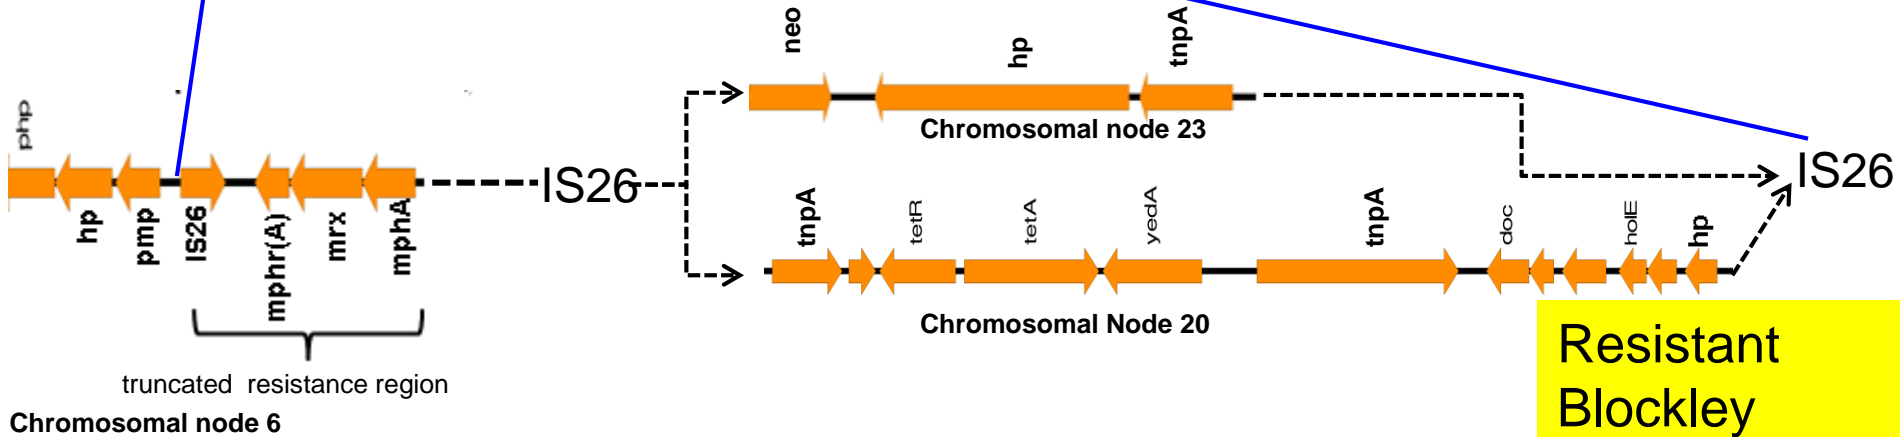 neo
hp
tnpA
Chromosomal node 23
php
hp
pmp
IS26
mphr(A)
mrx
mphA
truncated resistance region
Chromosomal node 6
IS26
tnpA
tetR
tetA
yedA
tnpA
doc
holE
hp
Chromosomal Node 20
IS26
Resistant
Blockley